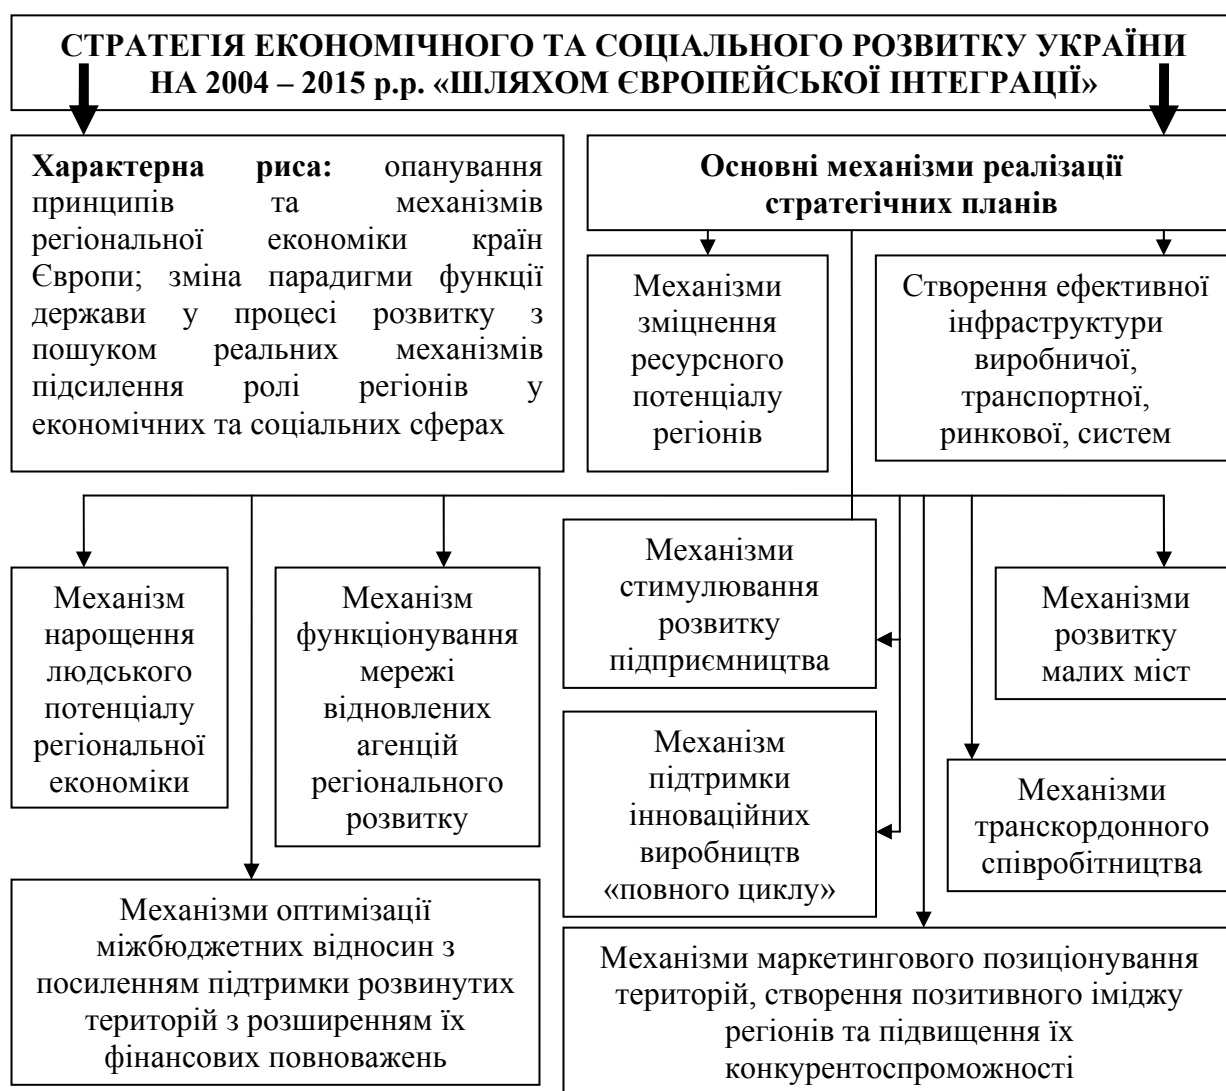 СТРАТЕГІЯ ЕКОНОМІЧНОГО ТА СОЦІАЛЬНОГО РОЗВИТКУ УКРАЇНИ
НА 2004 – 2015 р.р. «ШЛЯХОМ ЄВРОПЕЙСЬКОЇ ІНТЕГРАЦІЇ»
Характерна риса: опанування
принципів та механізмів
регіональної економіки країн
Європи; зміна парадигми функції
держави у процесі розвитку з
пошуком реальних механізмів
підсилення ролі регіонів у
економічних та соціальних сферах
Основні механізми реалізації
стратегічних планів
Механізми
зміцнення
ресурсного
потенціалу
регіонів
Створення ефективної
інфраструктури
виробничої,
транспортної,
ринкової, систем
Механізм
нарощення
людського
потенціалу
регіональної
економіки
Механізм
функціонування
мережі
відновлених
агенцій
регіонального
розвитку
Механізми
стимулювання
розвитку
підприємництва
Механізми
розвитку
малих міст
Механізм
підтримки
інноваційних
виробництв
«повного циклу»
Механізми
транскордонного
співробітництва
Механізми оптимізації
міжбюджетних відносин з
посиленням підтримки розвинутих
територій з розширенням їх
фінансових повноважень
Механізми маркетингового позиціонування
територій, створення позитивного іміджу
регіонів та підвищення їх
конкурентоспроможності